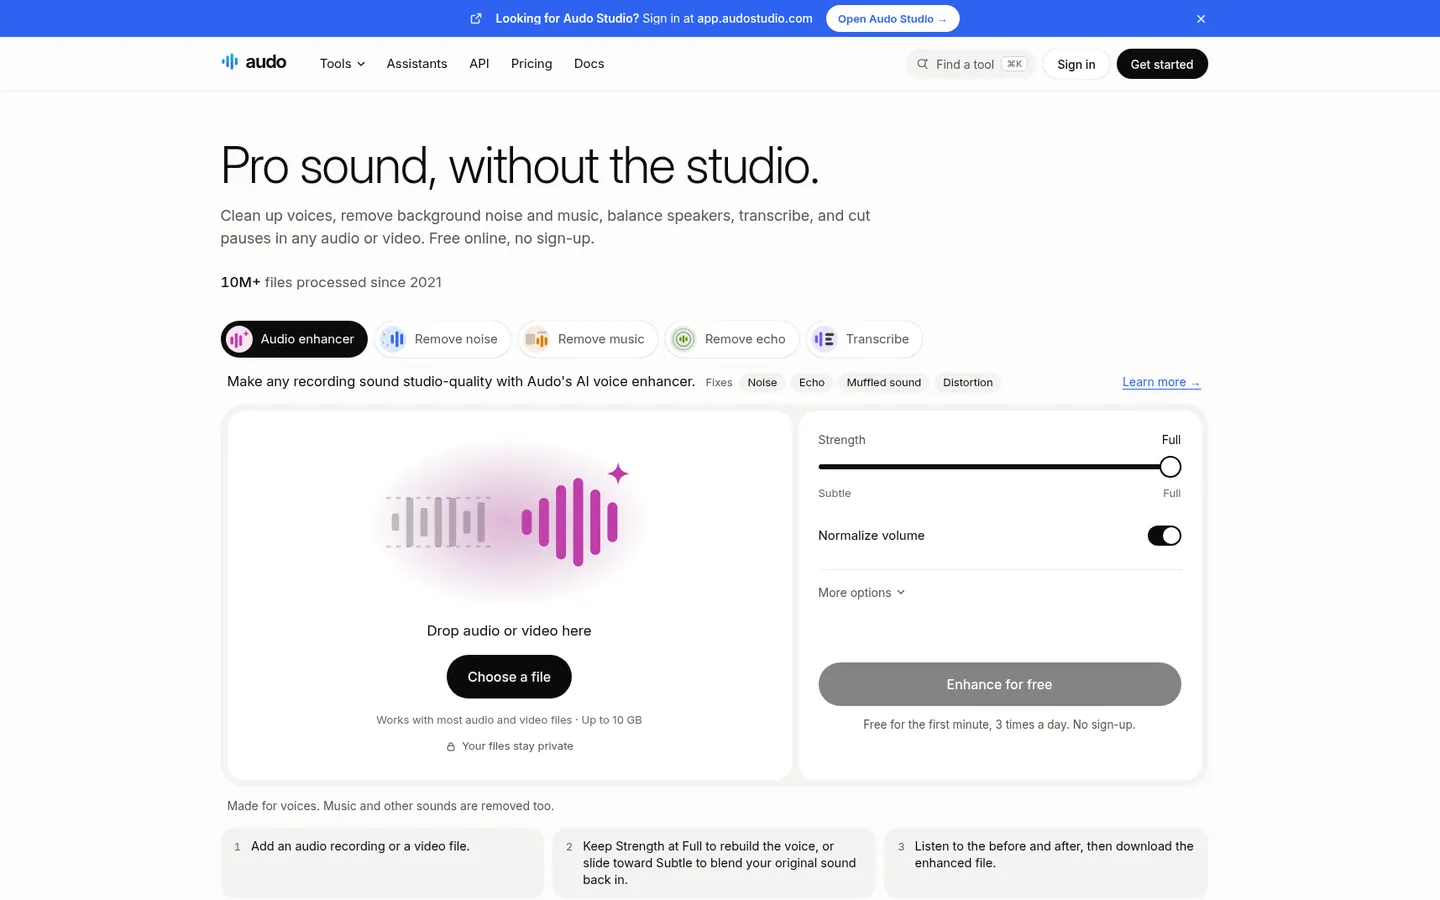 Looking for Audo Studio? Sign in at app.audostudio.com
Open Audo Studio →
audo
Tools
Assistants
API
Pricing
Docs
Find a tool
⌘K
Sign in
Get started
Pro sound, without the studio.
Clean up voices, remove background noise and music, balance speakers, transcribe, and cut
pauses in any audio or video. Free online, no sign-up.
10M+ files processed since 2021
Audio enhancer
Remove noise
Remove music
Remove echo
Transcribe
Make any recording sound studio-quality with Audo's AI voice enhancer.
Fixes
Noise
Echo
Muffled sound
Distortion
Learn more →
Drop audio or video here
Choose a file
Works with most audio and video files · Up to 10 GB
Your files stay private
Strength
Full
Subtle
Full
Normalize volume
More options
Enhance for free
Free for the first minute, 3 times a day. No sign-up.
Made for voices. Music and other sounds are removed too.
1 Add an audio recording or a video file.
2 Keep Strength at Full to rebuild the voice, or
slide toward Subtle to blend your original sound
back in.
3 Listen to the before and after, then download the
enhanced file.